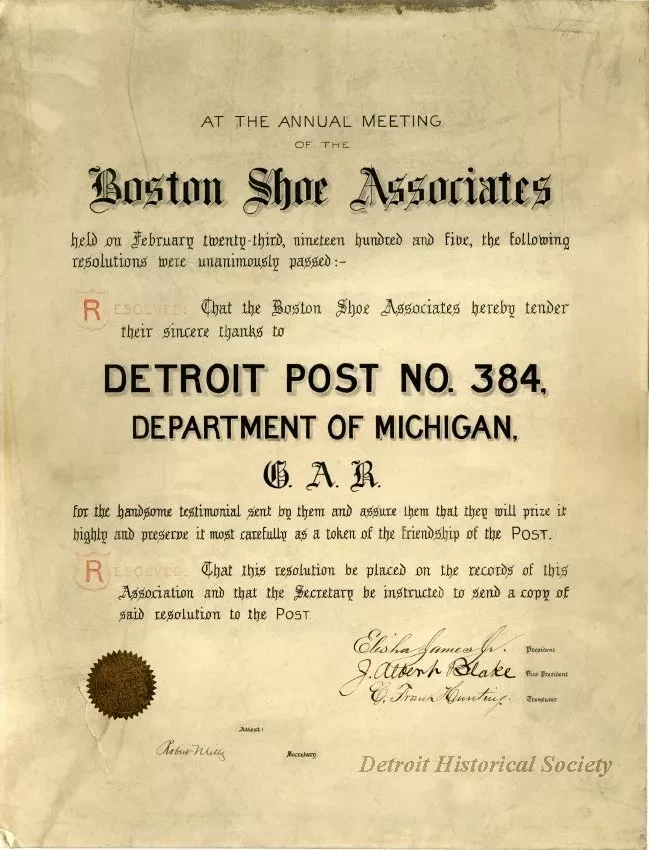 AT THE ANNUAL MEETING
OF THE
Boston Shoe Associates
held on February twenty-third, nineteen hundred and five, the following
resolutions were unanimously passed:-
RESOLVED: That the Boston Shoe Associates hereby tender
their sincere thanks to
DETROIT POST NO. 384,
DEPARTMENT OF MICHIGAN,
G. A. R.
for the handsome testimonial sent by them and assure them that they will prize it
highly and preserve it most carefully as a token of the friendship of the POST.
RESOLVED: That this resolution be placed on the records of this
Association and that the Secretary be instructed to send a copy of
said resolution to the POST.
Elisha James Jr. President
J. Albert Blake Vice-President
C. Frank Treasurer
Attest:
Robert Secretary.
Detroit Historical Society